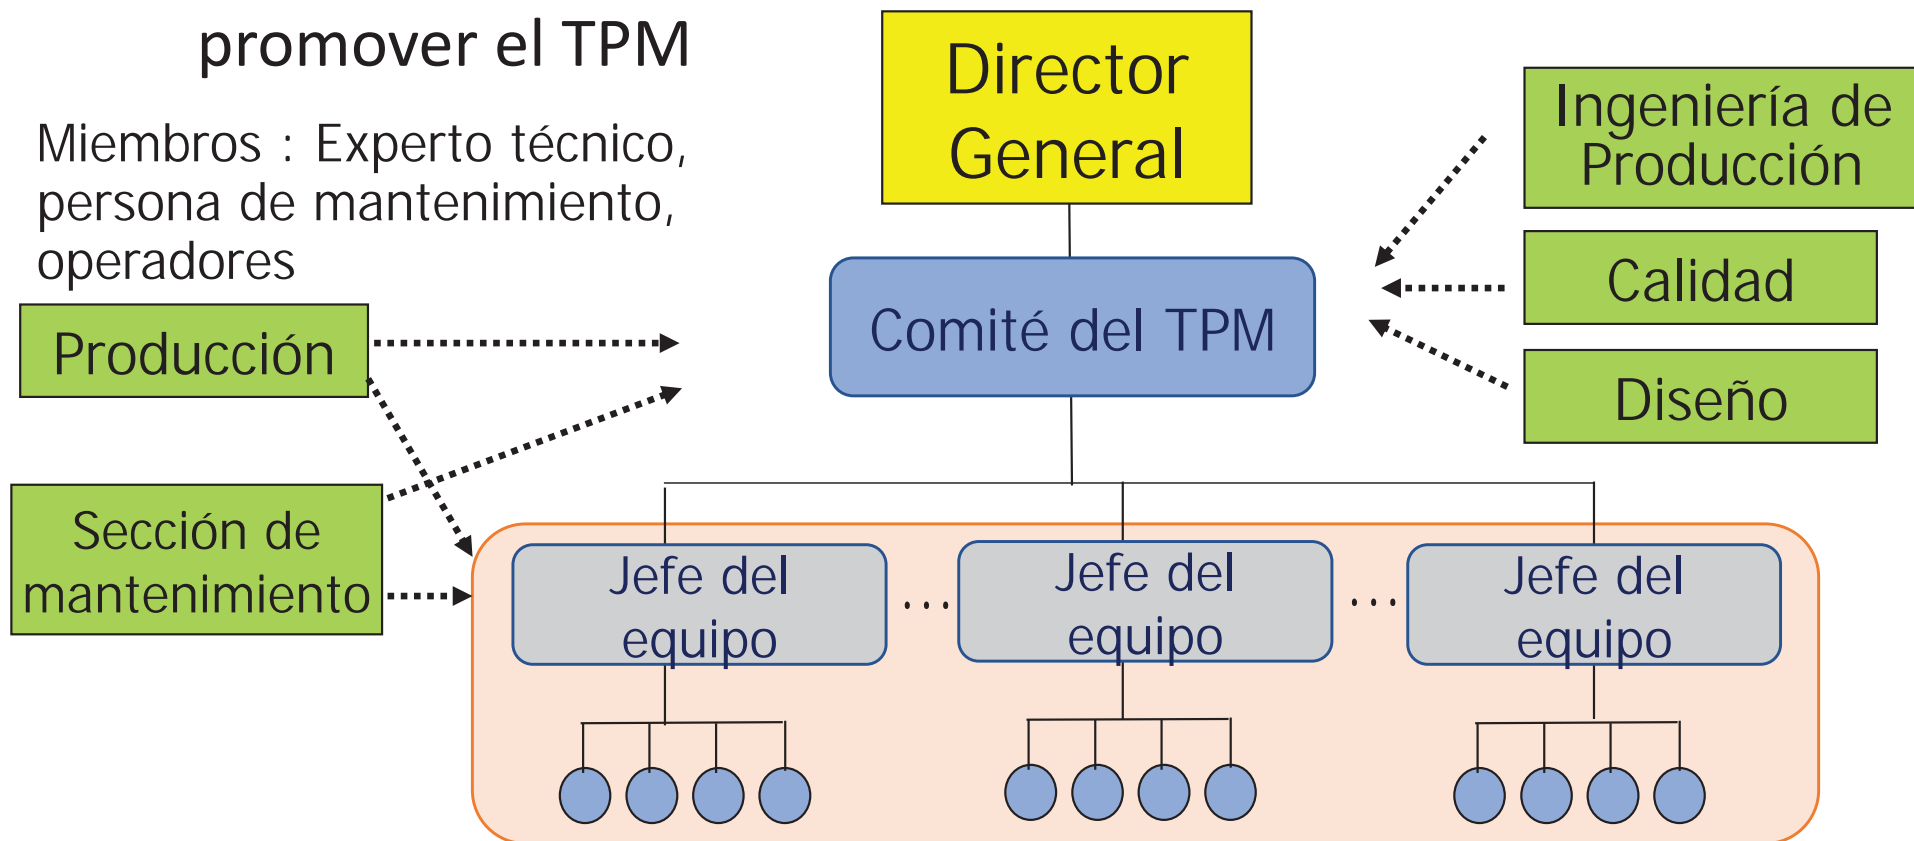 promover el TPM
Miembros : Experto técnico,
persona de mantenimiento,
operadores
Director
General
Ingeniería de
Producción
Calidad
Diseño
Comité del TPM
Producción
Sección de
mantenimiento
Jefe del
equipo
...
Jefe del
equipo
...
Jefe del
equipo